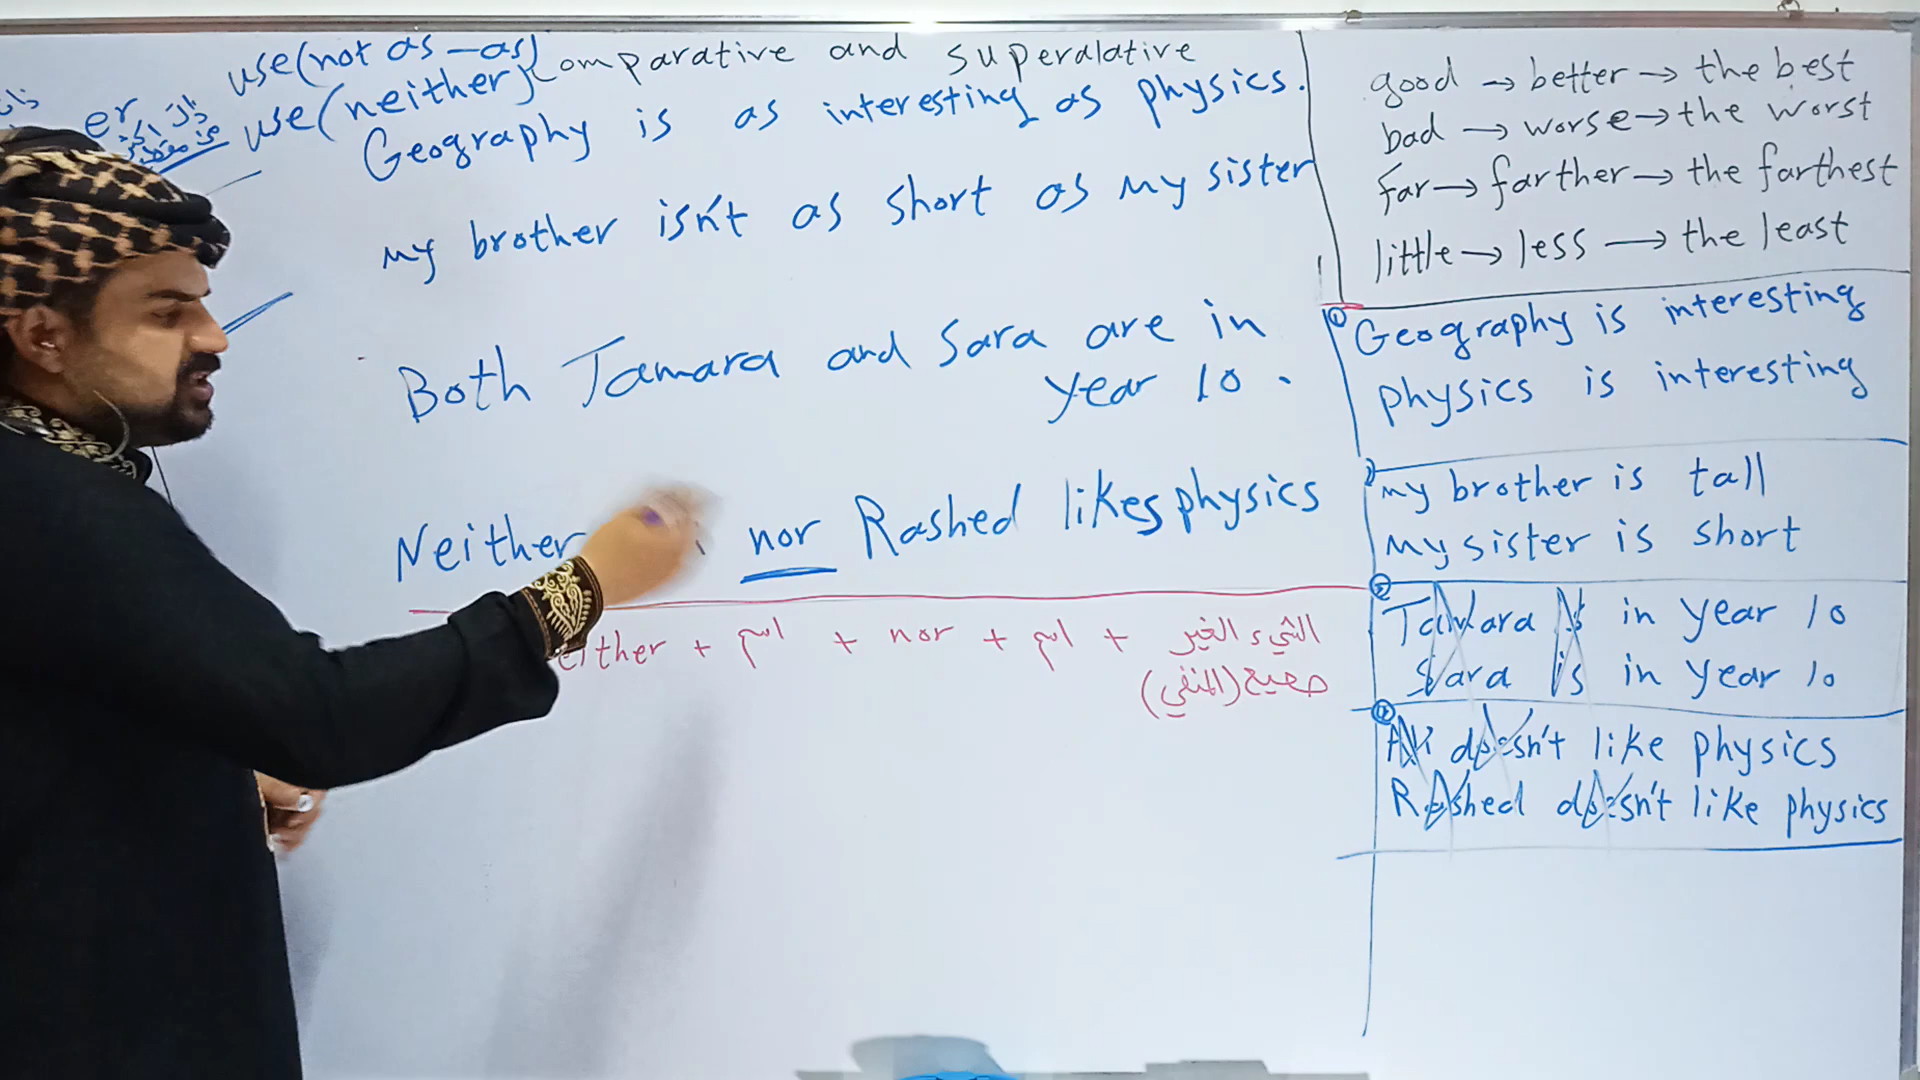 use(not as – as)
use(neither)
er
Comparative and superalative
Geography is as interesting as physics.
my brother isn't as short as my sister
Both Tamara and Sara are in
year 10.
Neither nor Rashed likes physics
either + اسم + nor + اسم + الشيء الغير
صحيح (المنفي)
good → better → the best
bad → worse → the worst
far → farther → the farthest
little → less → the least
① Geography is interesting
physics is interesting
my brother is tall
my sister is short
Tamara is in year 10
Sara is in year 10
Ali doesn't like physics
Rashed doesn't like physics